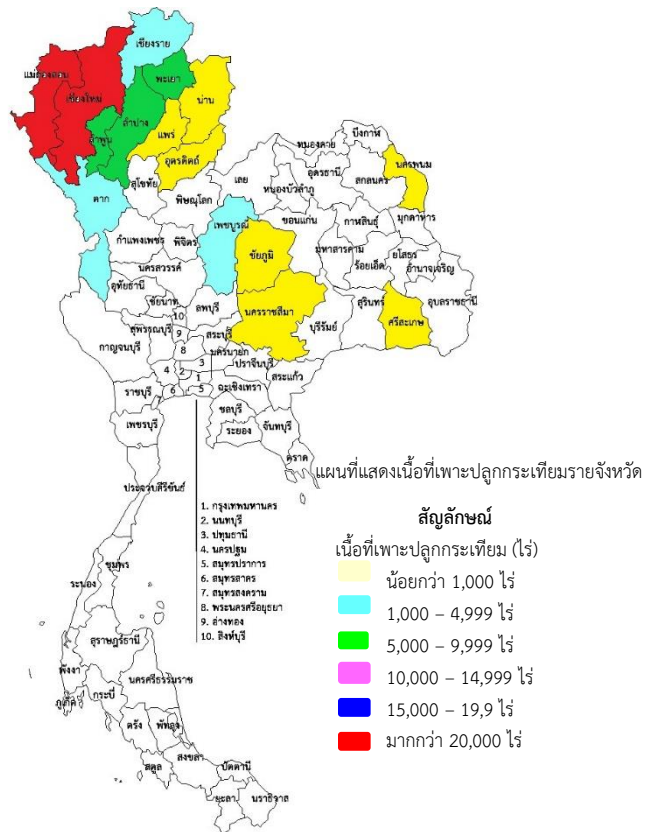 เชียงราย
แม่ฮ่องสอน
พะเยา
เชียงใหม่
น่าน
ลำปาง
ลำพูน
แพร่
บึงกาฬ
หนองคาย
อุตรดิตถ์
นครพนม
เลย
อุดรธานี
สุโขทัย
หนองบัวลำภู
สกลนคร
ตาก
พิษณุโลก
เพชบูรณ์
ขอนแก่น
กาฬสินธุ์
มุกดาหาร
กำแพงเพชร
พิจิตร
ชัยภูมิ
มหาสารคาม
ร้อยเอ็ด
ยโสธร
อำนาจเจริญ
นครสวรรค์
อุทัยธานี
ชัยนาท
ลพบุรี
นครราชสีมา
สุรินทร์
อุบลราชธานี
10
สุพรรณบุรี
9
สระบุรี
บุรีรัมย์
ศรีสะเกษ
กาญจนบุรี
8
นครนายก
3
ปราจีนบุรี
4
2
1
สระแก้ว
ราชบุรี
6
5
ฉะเชิงเทรา
ชลบุรี
เพชรบุรี
ระยอง
จันทบุรี
ตราด
แผนที่แสดงเนื้อที่เพาะปลูกกระเทียมรายจังหวัด
ประจวบคีรีขันธ์
1. กรุงเทพมหานคร
2. นนทบุรี
3. ปทุมธานี
4. นครปฐม
5. สมุทรปราการ
6. สมุทรสาคร
7. สมุทรสงคราม
8. พระนครศรีอยุธยา
9. อ่างทอง
10. สิงห์บุรี
สัญลักษณ์
เนื้อที่เพาะปลูกกระเทียม (ไร่)
น้อยกว่า 1,000 ไร่
1,000 – 4,999 ไร่
5,000 – 9,999 ไร่
10,000 – 14,999 ไร่
15,000 – 19,9 ไร่
มากกว่า 20,000 ไร่
ชุมพร
ระนอง
สุราษฎร์ธานี
พังงา
นครศรีธรรมราช
กระบี่
ภูเก็ต
ตรัง
พัทลุง
สงขลา
สตูล
ปัตตานี
ยะลา
นราธิวาส